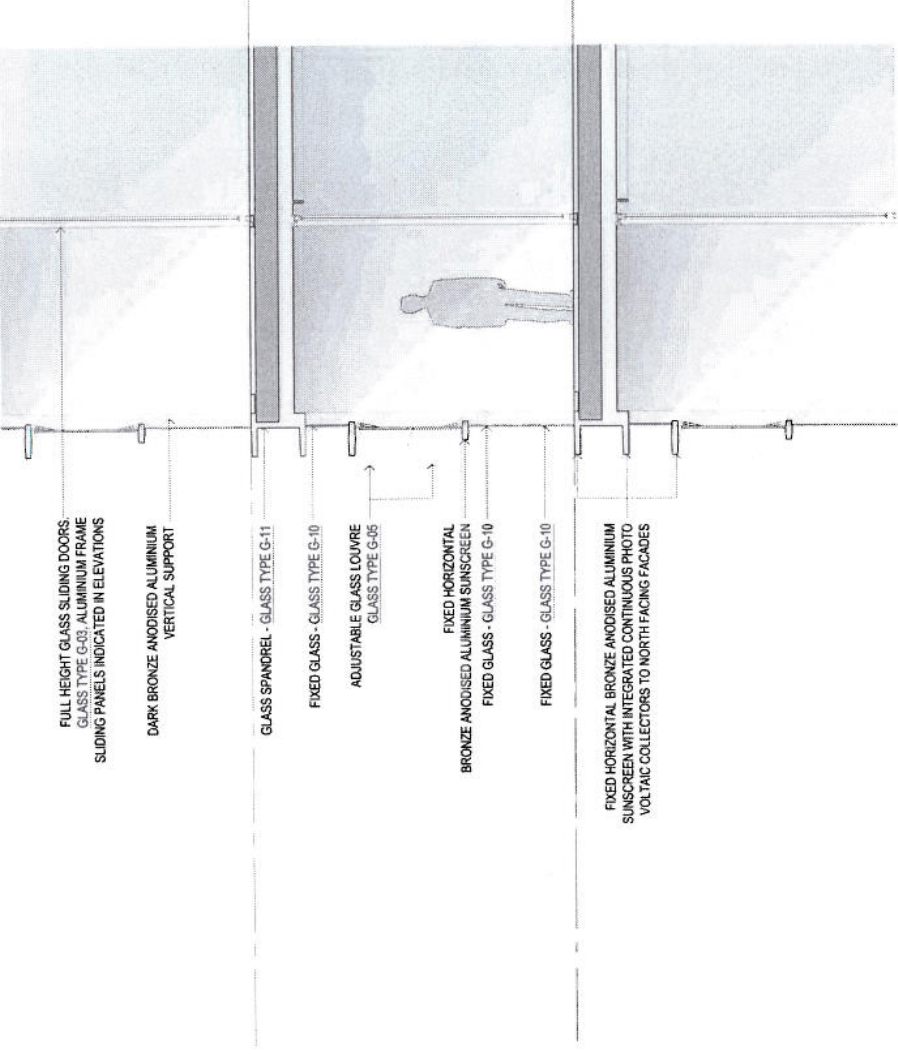 FULL HEIGHT GLASS SLIDING DOORS,
GLASS TYPE G-03, ALUMINIUM FRAME
SLIDING PANELS INDICATED IN ELEVATIONS
DARK BRONZE ANODISED ALUMINIUM
VERTICAL SUPPORT
GLASS SPANDREL - GLASS TYPE G-11
FIXED GLASS - GLASS TYPE G-10
ADJUSTABLE GLASS LOUVRE
GLASS TYPE G-05
FIXED HORIZONTAL
BRONZE ANODISED ALUMINIUM SUNSCREEN
FIXED GLASS - GLASS TYPE G-10
FIXED GLASS - GLASS TYPE G-10
FIXED HORIZONTAL BRONZE ANODISED ALUMINIUM
SUNSCREEN WITH INTEGRATED CONTINUOUS PHOTO
VOLTAIC COLLECTORS TO NORTH FACING FACADES